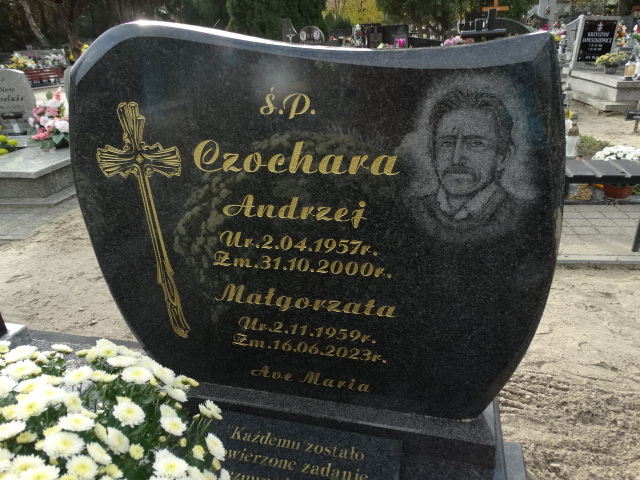 Ś.P.
Czochara
Andrzej
Ur.2.04.1957r.
Zm.31.10.2000r.
Małgorzata
Ur.2.11.1959r.
Zm.16.06.2023r.
Ave Maria
"Każdemu zostało
zadanie
KRZYSZTOF